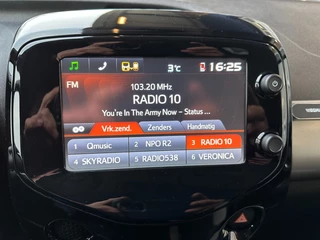 3°C 16:25
FM
103.20 MHz
RADIO 10
You're In The Army Now - Status ...
Vrk.zend. Zenders Handmatig
1 Qmusic 2 NPO R2 3 RADIO 10
4 SKYRADIO 5 RADIO538 6 VERONICA